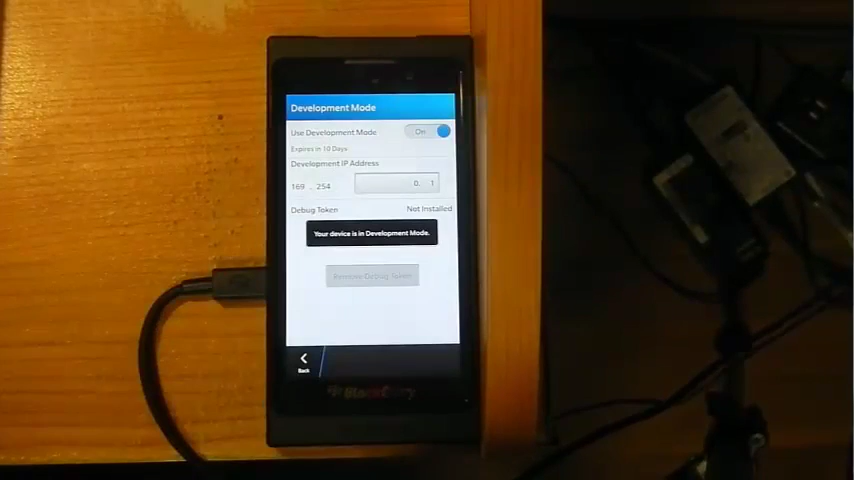 Development Mode
Use Development Mode On
Expires in 10 Days
Development IP Address
169 . 254 0. 1
Debug Token Not Installed
Your device is in Development Mode.
Remove Debug Token
Back
BlackBerry